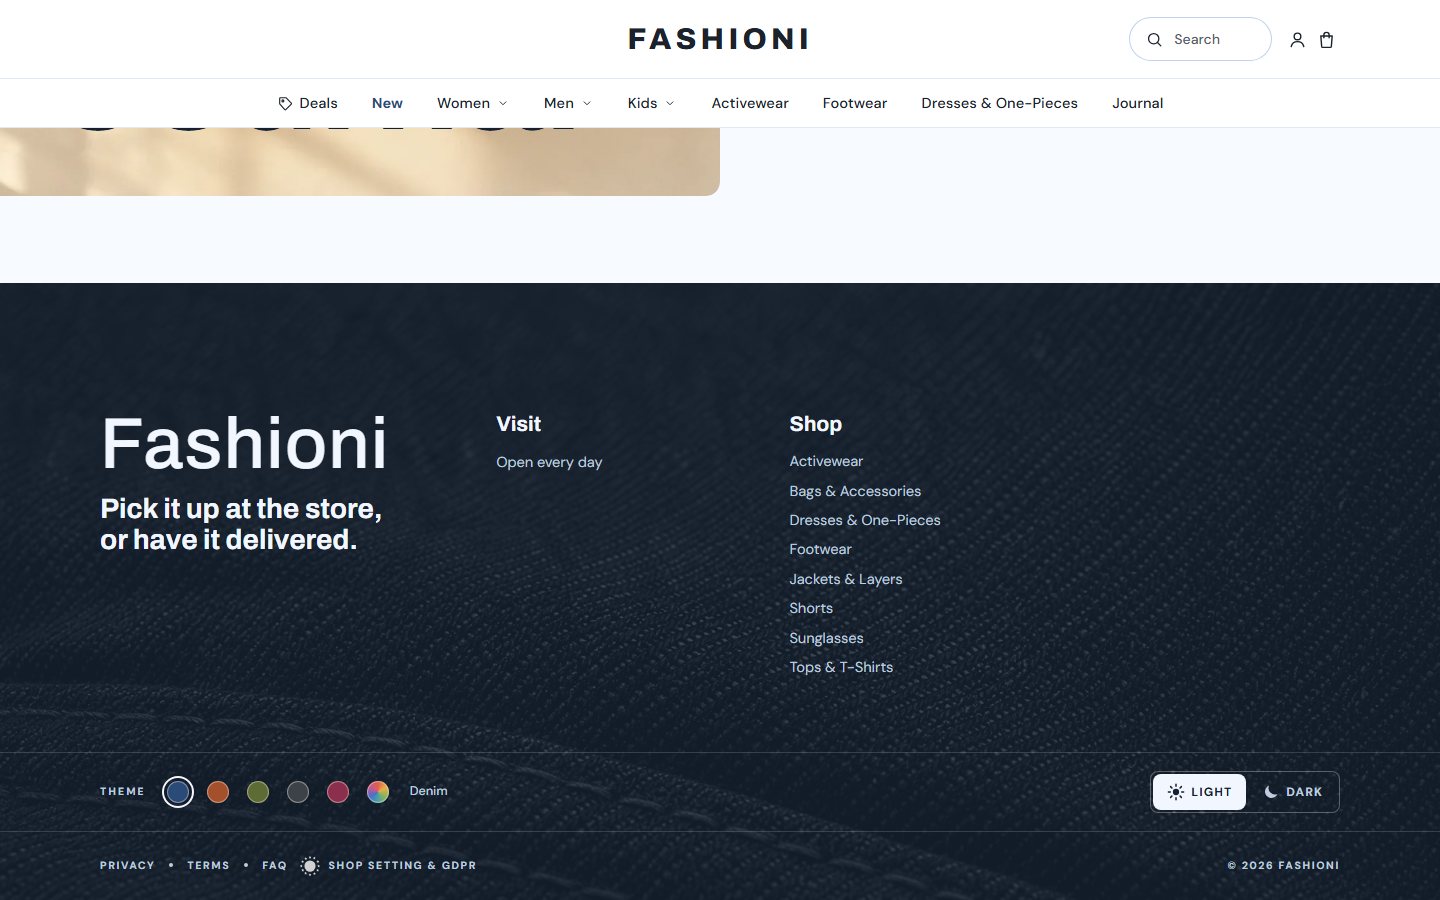 FASHIONI
Search
Deals
New
Women
Men
Kids
Activewear
Footwear
Dresses & One-Pieces
Journal
Fashioni
Pick it up at the store,
or have it delivered.
Visit
Open every day
Shop
Activewear
Bags & Accessories
Dresses & One-Pieces
Footwear
Jackets & Layers
Shorts
Sunglasses
Tops & T-Shirts
THEME
Denim
LIGHT
DARK
PRIVACY • TERMS • FAQ
SHOP SETTING & GDPR
© 2026 FASHIONI